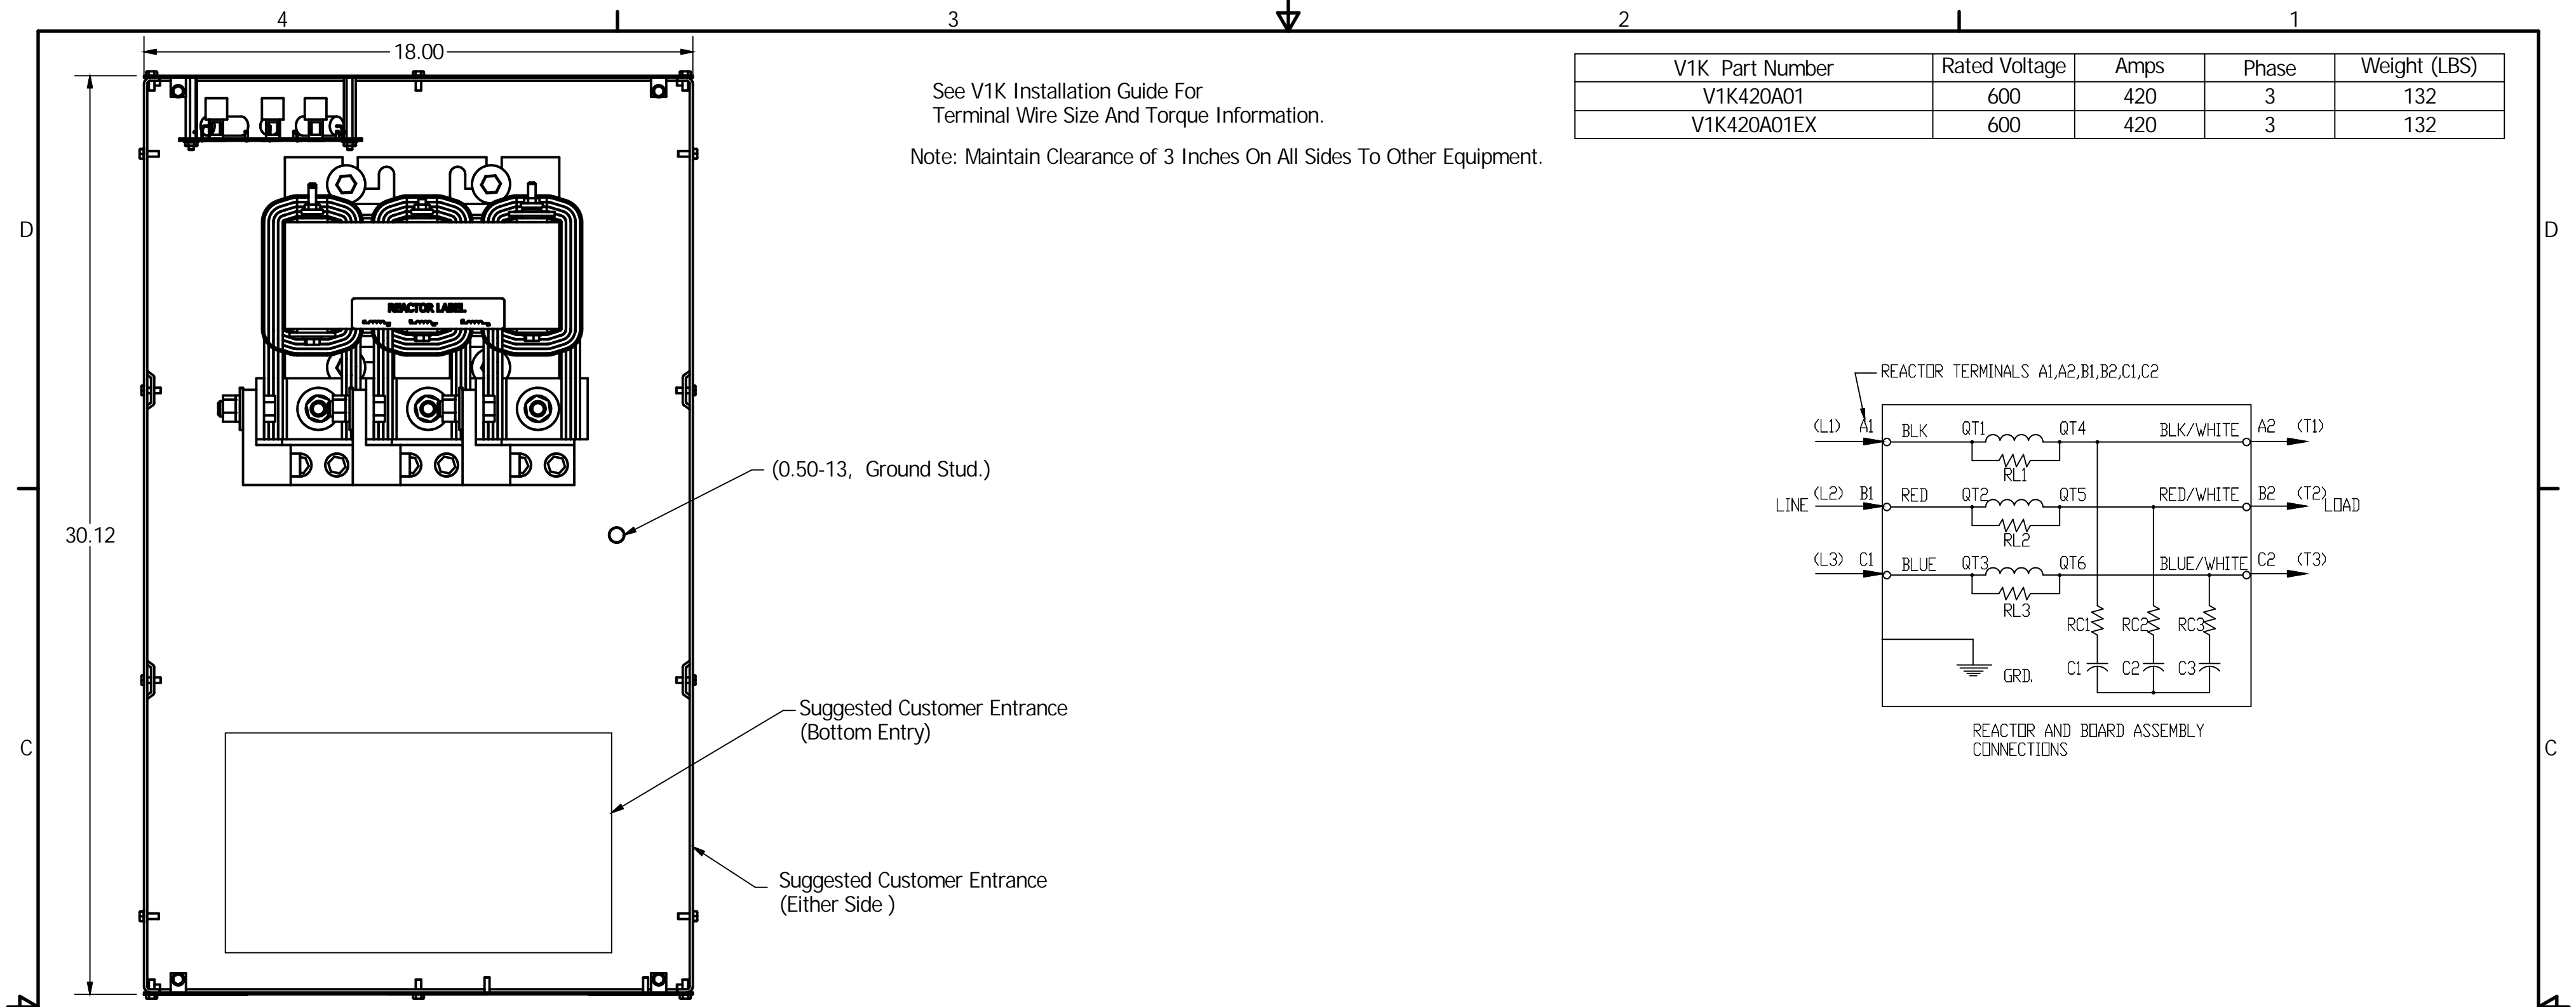 4
3
2
1
18.00
See V1K Installation Guide For
Terminal Wire Size And Torque Information.
Note: Maintain Clearance of 3 Inches On All Sides To Other Equipment.
V1K Part Number Rated Voltage Amps Phase Weight (LBS)
V1K420A01 600 420 3 132
V1K420A01EX 600 420 3 132
D
D
REACTOR LABEL
REACTOR TERMINALS A1,A2,B1,B2,C1,C2
(L1) A1 BLK QT1 QT4 BLK/WHITE A2 (T1)
RL1
LINE (L2) B1 RED QT2 QT5 RED/WHITE B2 (T2) LOAD
RL2
(L3) C1 BLUE QT3 QT6 BLUE/WHITE C2 (T3)
RL3
RC1 RC2 RC3
C1 C2 C3
GRD.
REACTOR AND BOARD ASSEMBLY
CONNECTIONS
(0.50-13, Ground Stud.)
30.12
Suggested Customer Entrance
(Bottom Entry)
C
C
Suggested Customer Entrance
(Either Side )